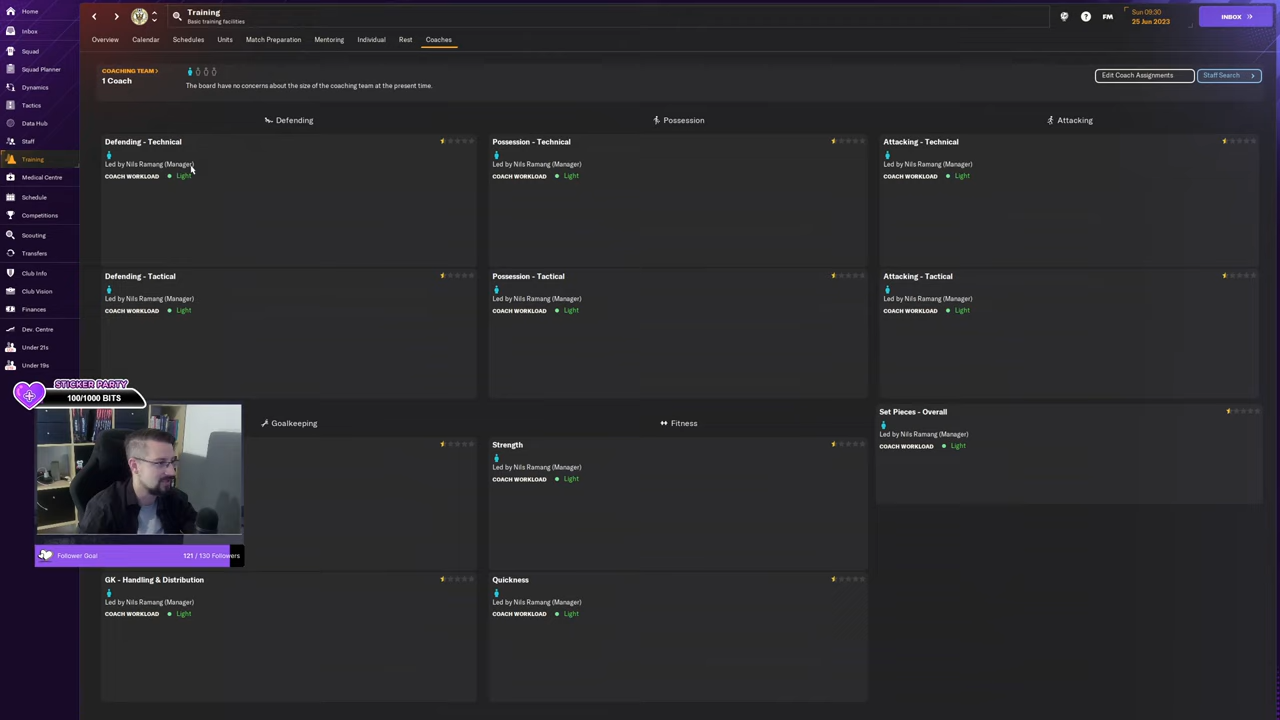 Home
Inbox
Squad
Squad Planner
Dynamics
Tactics
Data Hub
Staff
Training
Medical Centre
Schedule
Competitions
Scouting
Transfers
Club Info
Club Vision
Finances
Dev. Centre
Under 21s
Under 19s
Training
Basic training facilities
FM
Sun 09:30
25 Jun 2023
INBOX
Overview Calendar Schedules Units Match Preparation Mentoring Individual Rest Coaches
COACHING TEAM >
1 Coach
The board have no concerns about the size of the coaching team at the present time.
Edit Coach Assignments
Staff Search >
Defending
Possession
Attacking
Defending - Technical
Led by Nils Ramang (Manager)
COACH WORKLOAD Light
Possession - Technical
Led by Nils Ramang (Manager)
COACH WORKLOAD Light
Attacking - Technical
Led by Nils Ramang (Manager)
COACH WORKLOAD Light
Defending - Tactical
Led by Nils Ramang (Manager)
COACH WORKLOAD Light
Possession - Tactical
Led by Nils Ramang (Manager)
COACH WORKLOAD Light
Attacking - Tactical
Led by Nils Ramang (Manager)
COACH WORKLOAD Light
Goalkeeping
Fitness
Set Pieces - Overall
Led by Nils Ramang (Manager)
COACH WORKLOAD Light
Strength
Led by Nils Ramang (Manager)
COACH WORKLOAD Light
GK - Handling & Distribution
Led by Nils Ramang (Manager)
COACH WORKLOAD Light
Quickness
Led by Nils Ramang (Manager)
COACH WORKLOAD Light
STICKER PARTY
100/1000 BITS
Follower Goal 121 / 130 Followers